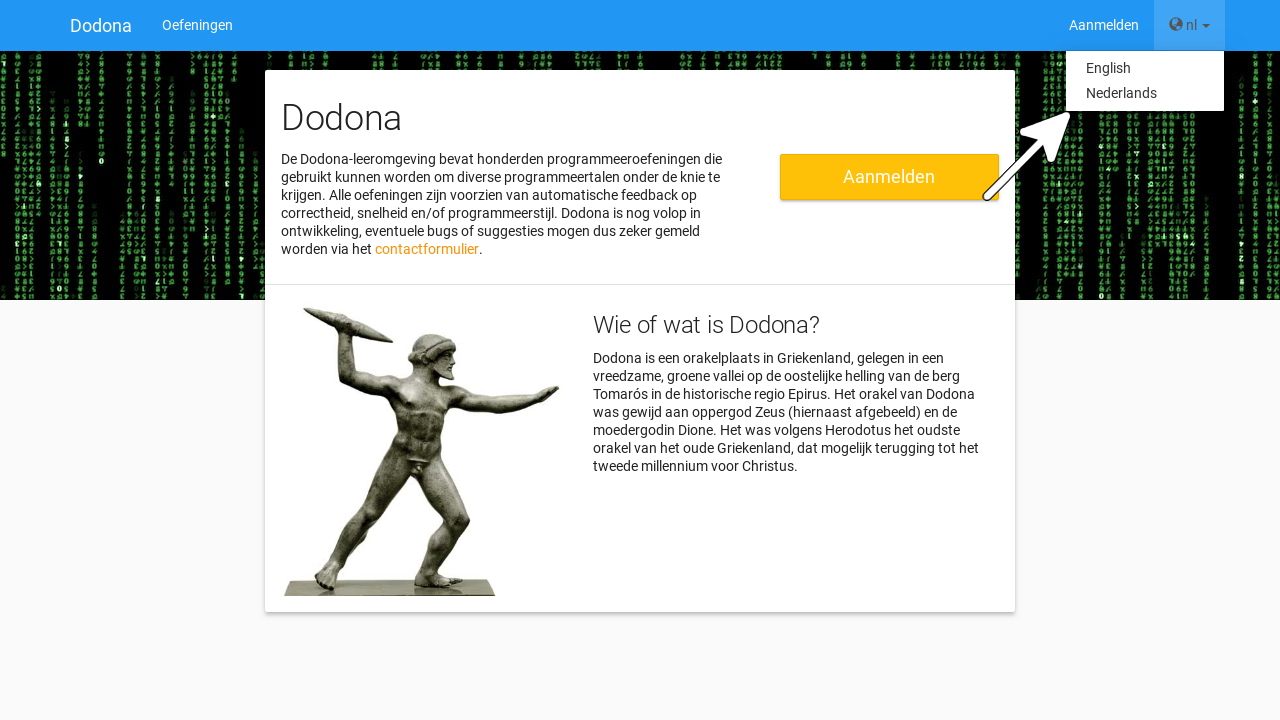 Dodona Oefeningen Aanmelden nl
English
Nederlands
Dodona
De Dodona-leeromgeving bevat honderden programmeeroefeningen die
gebruikt kunnen worden om diverse programmeertalen onder de knie te
krijgen. Alle oefeningen zijn voorzien van automatische feedback op
correctheid, snelheid en/of programmeerstijl. Dodona is nog volop in
ontwikkeling, eventuele bugs of suggesties mogen dus zeker gemeld
worden via het contactformulier.
Aanmelden
Wie of wat is Dodona?
Dodona is een orakelplaats in Griekenland, gelegen in een
vreedzame, groene vallei op de oostelijke helling van de berg
Tomarós in de historische regio Epirus. Het orakel van Dodona
was gewijd aan oppergod Zeus (hiernaast afgebeeld) en de
moedergodin Dione. Het was volgens Herodotus het oudste
orakel van het oude Griekenland, dat mogelijk terugging tot het
tweede millennium voor Christus.